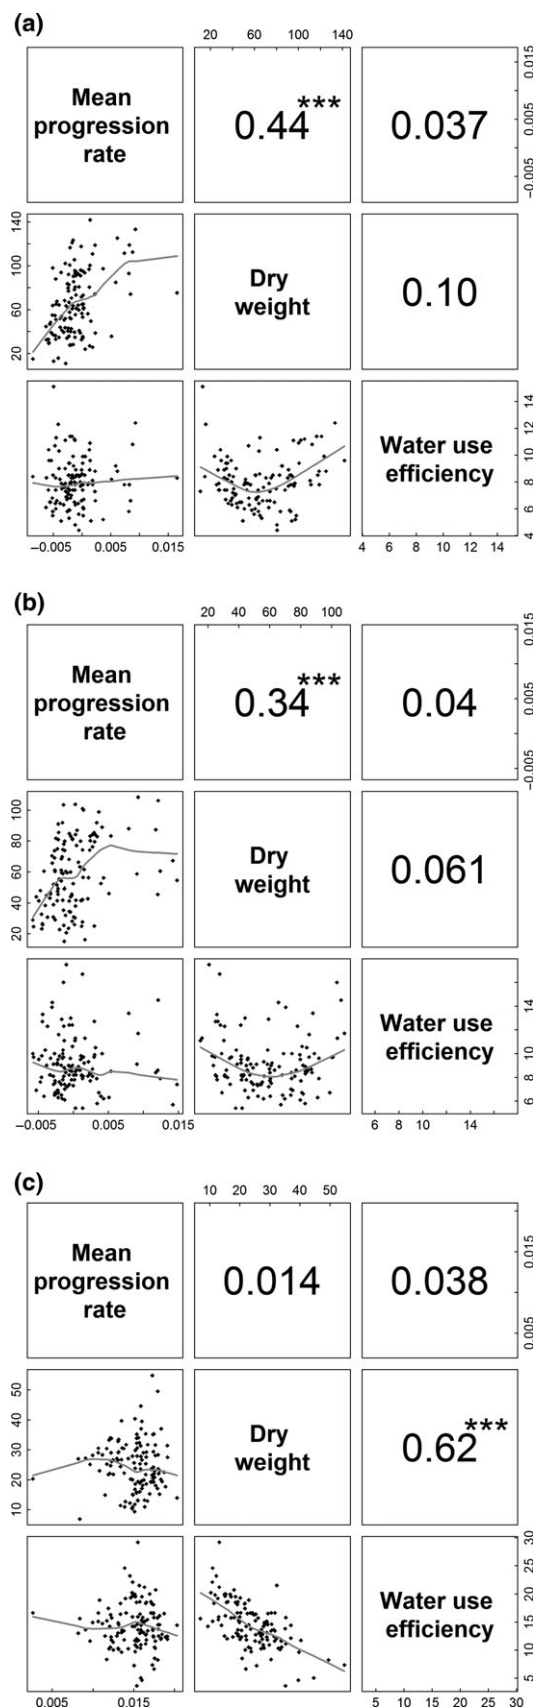 (a)
20 60 100 140
Mean
progression
rate
0.44***
0.037
−0.005 0.005 0.015
20 60 100 140
Dry
weight
0.10
Water use
efficiency
4 6 8 10 12 14
−0.005 0.005 0.015
4 6 8 10 12 14
(b)
20 40 60 80 100
Mean
progression
rate
0.34***
0.04
−0.005 0.005 0.015
20 40 60 80 100
Dry
weight
0.061
Water use
efficiency
6 8 10 14
−0.005 0.005 0.015
6 8 10 14
(c)
10 20 30 40 50
Mean
progression
rate
0.014
0.038
0.005 0.015
10 20 30 40 50
Dry
weight
0.62***
Water use
efficiency
5 10 15 20 25 30
0.005 0.015
5 10 15 20 25 30